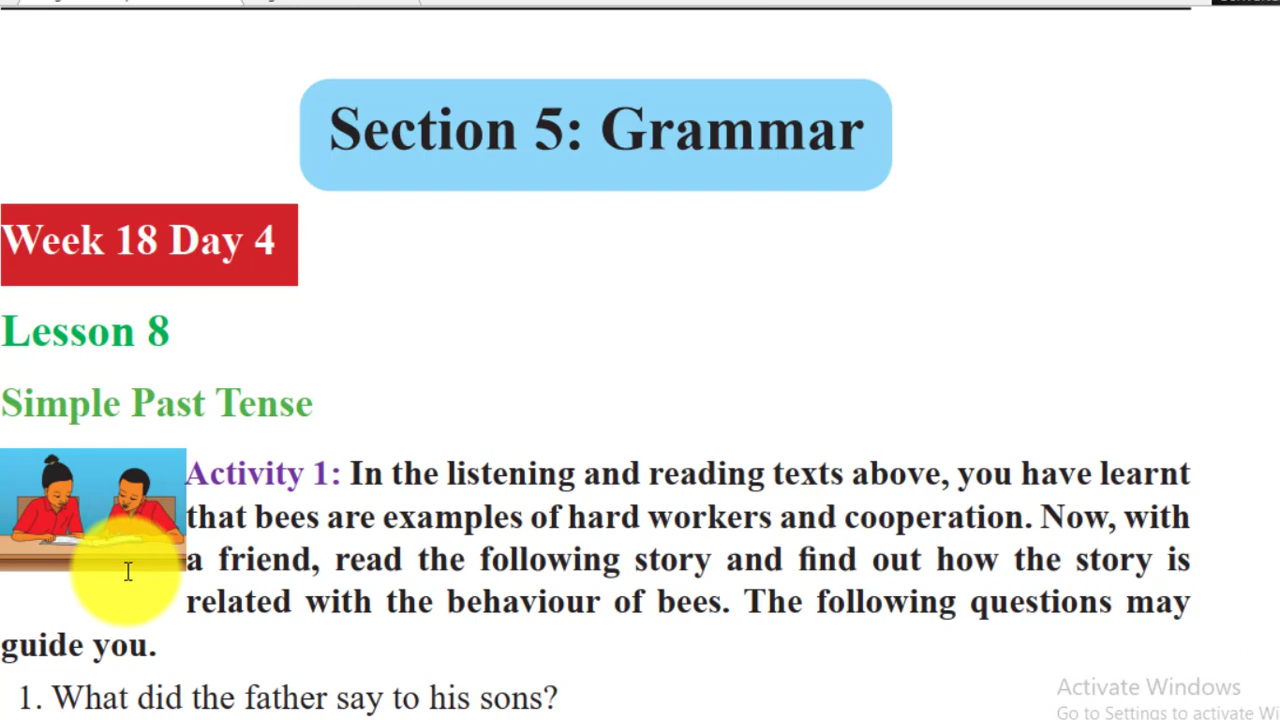 Section 5: Grammar
Week 18 Day 4
Lesson 8
Simple Past Tense
Activity 1: In the listening and reading texts above, you have learnt
that bees are examples of hard workers and cooperation. Now, with
a friend, read the following story and find out how the story is
related with the behaviour of bees. The following questions may
guide you.
1. What did the father say to his sons?
Activate Windows
Go to Settings to activate Wi